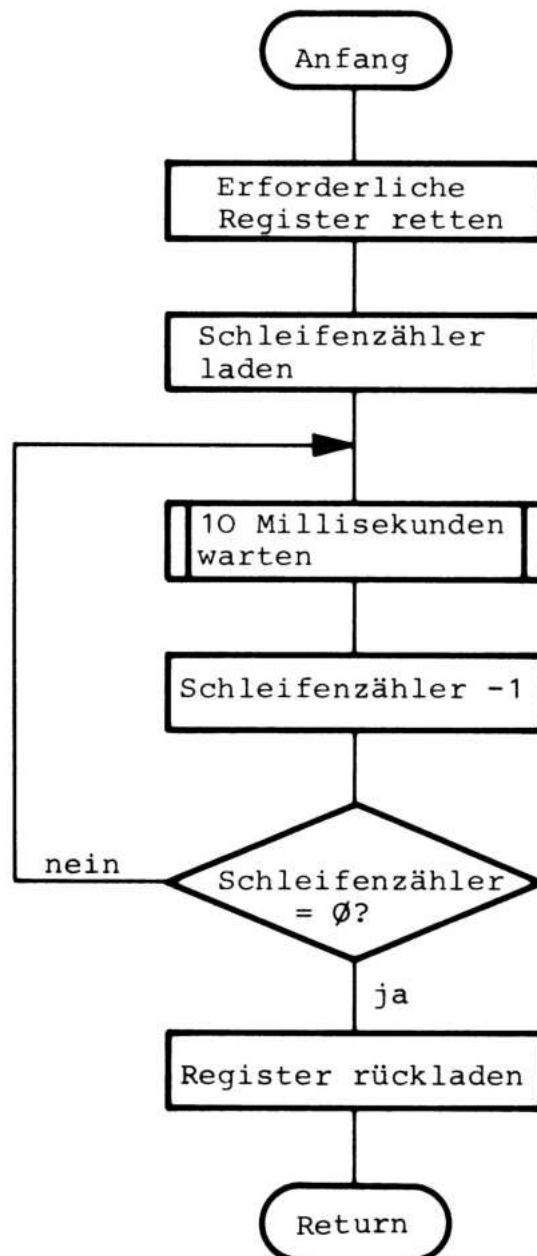 Anfang
Erforderliche
Register retten
Schleifenzähler
laden
10 Millisekunden
warten
Schleifenzähler -1
nein
Schleifenzähler
= Ø?
ja
Register rückladen
Return